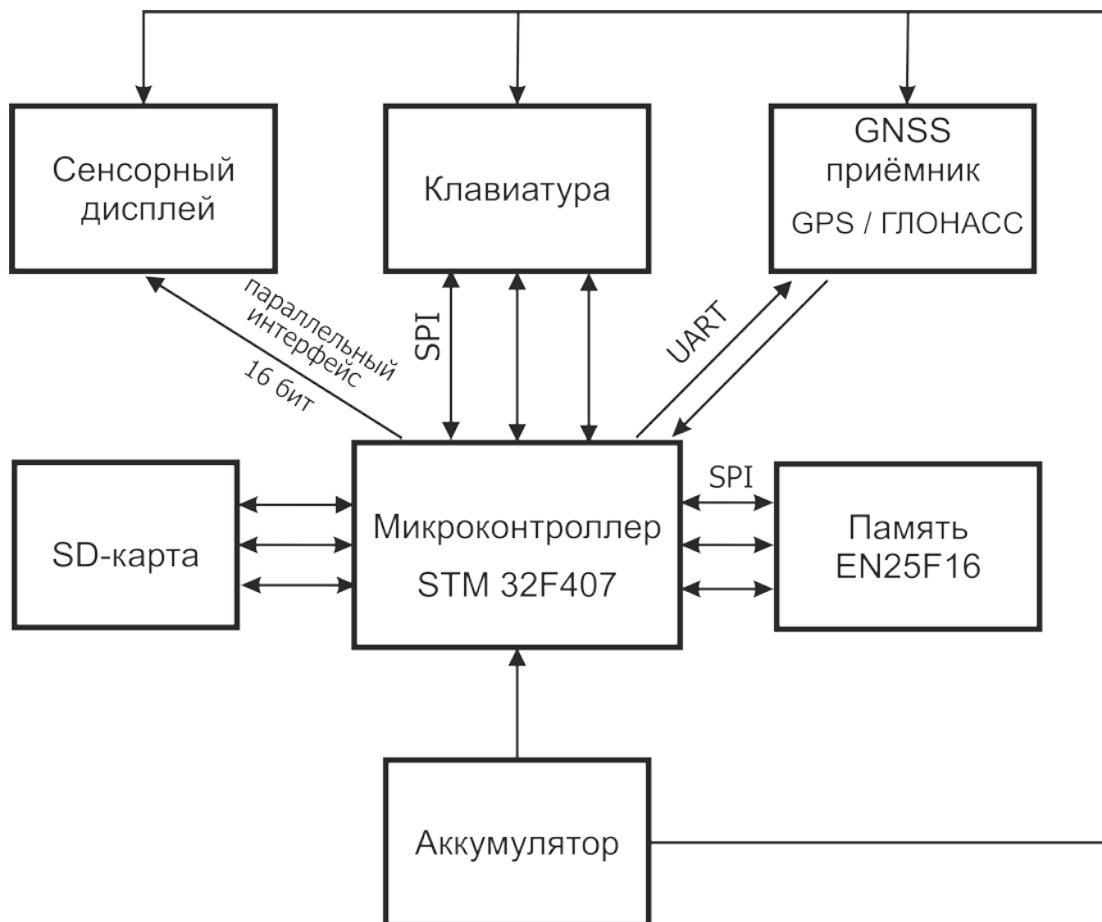 Сенсорный
дисплей
Клавиатура
GNSS
приёмник
GPS / ГЛОНАСС
параллельный
интерфейс
16 бит
SPI
UART
SD-карта
Микроконтроллер
STM 32F407
SPI
Память
EN25F16
Аккумулятор